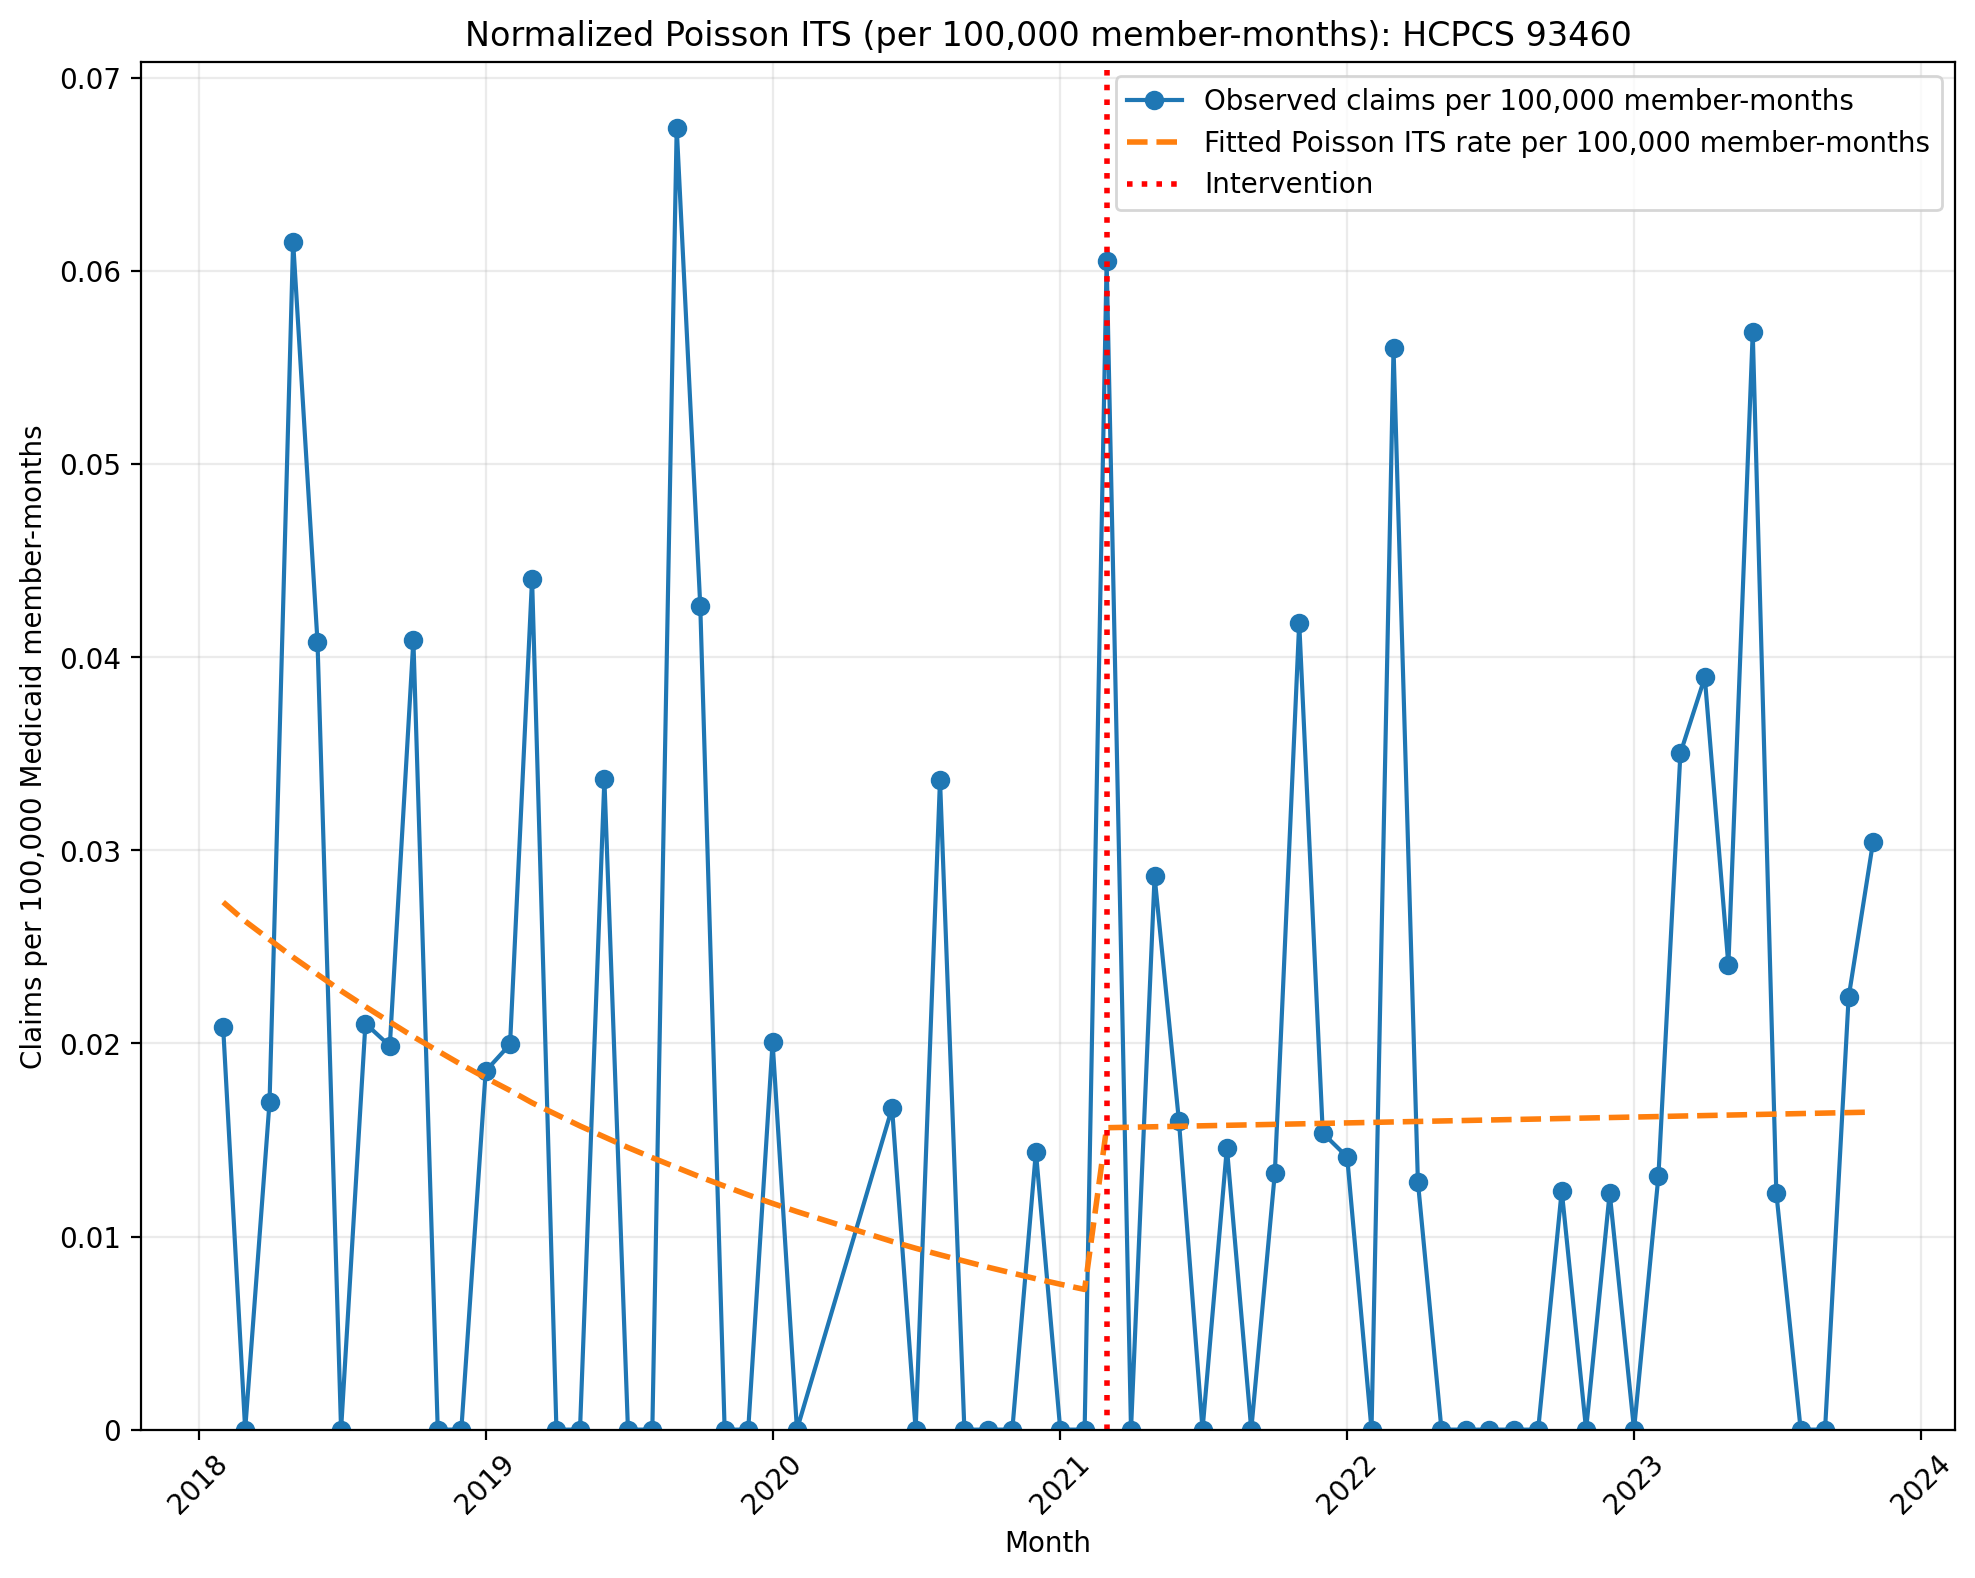 Normalized Poisson ITS (per 100,000 member-months): HCPCS 93460
Observed claims per 100,000 member-months
Fitted Poisson ITS rate per 100,000 member-months
Intervention
Claims per 100,000 Medicaid member-months
0.07
0.06
0.05
0.04
0.03
0.02
0.01
0
2018
2019
2020
2021
2022
2023
2024
Month